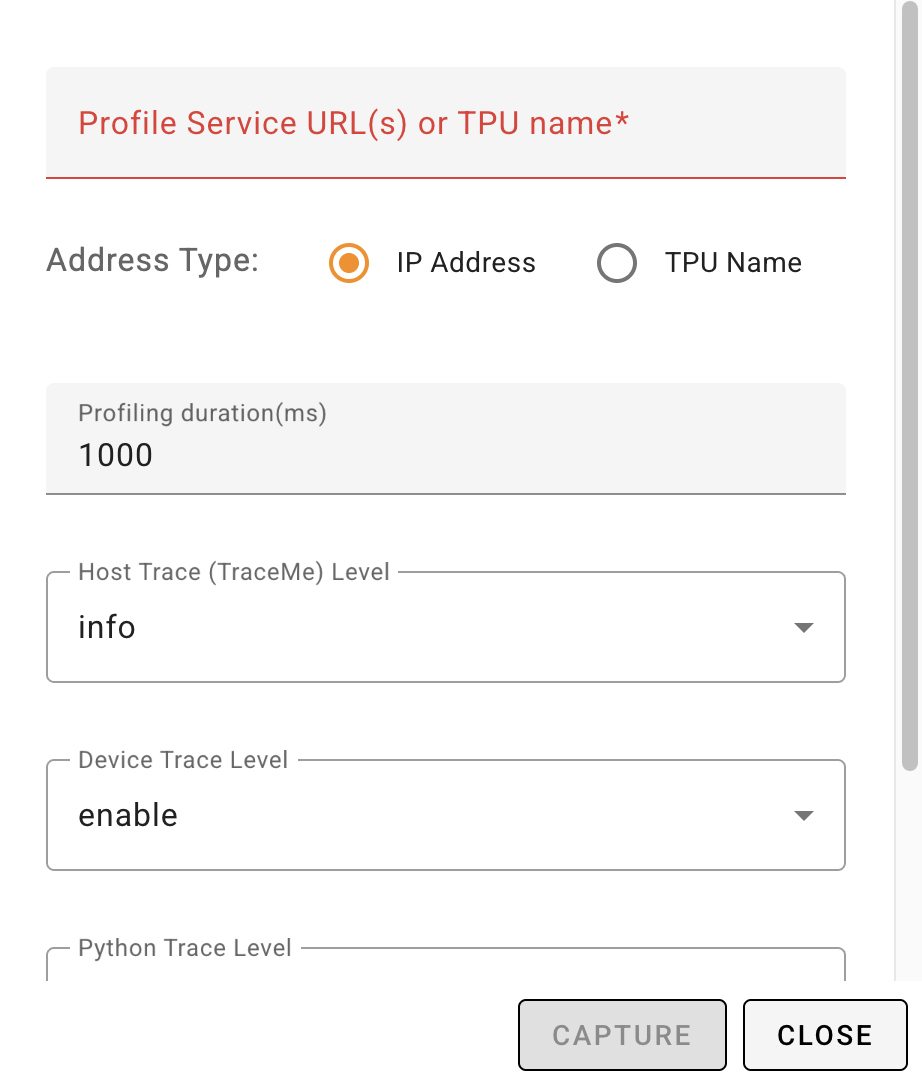 Profile Service URL(s) or TPU name*
Address Type: IP Address TPU Name
Profiling duration(ms)
1000
Host Trace (TraceMe) Level
info
Device Trace Level
enable
Python Trace Level
CAPTURE CLOSE